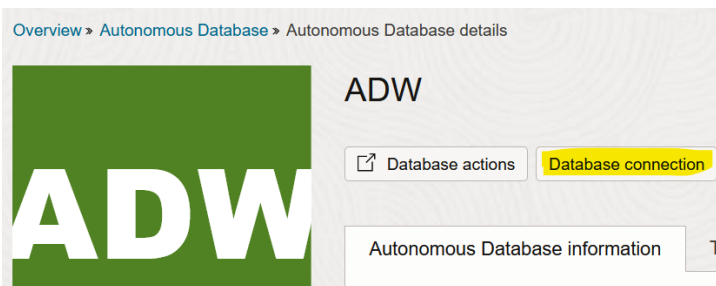 Overview » Autonomous Database » Autonomous Database details
ADW
ADW
Database actions
Database connection
Autonomous Database information
T